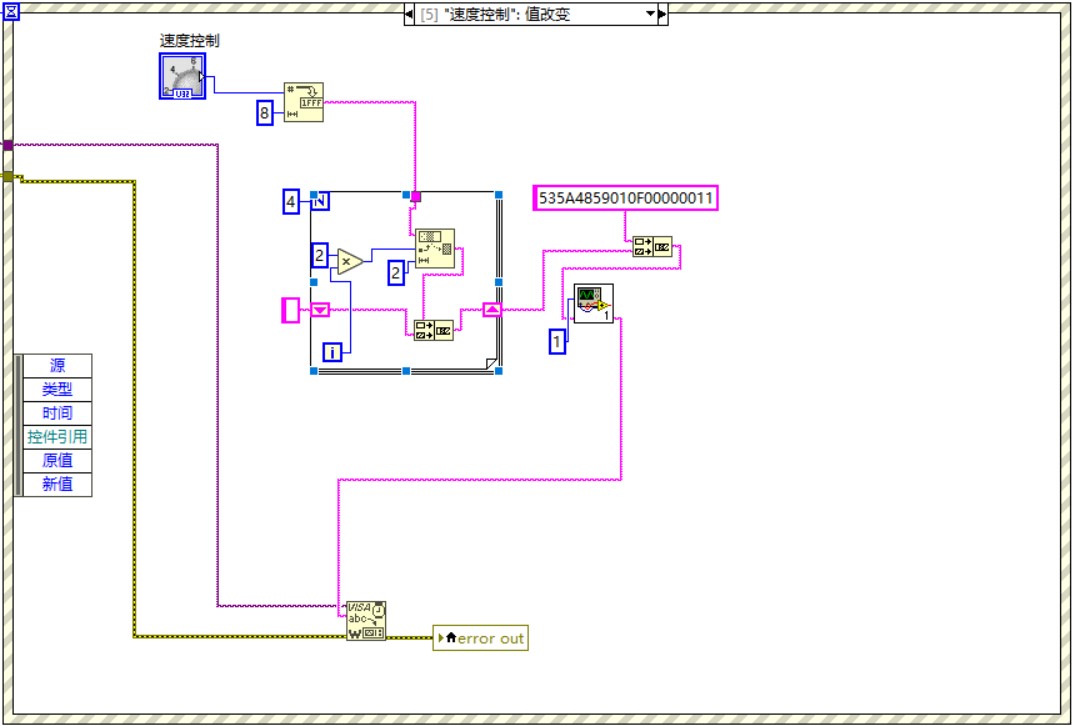 [5] "速度控制": 值改变
速度控制
4
6
2
U32
#
1FFF
8
4
N
535A4859010F00000011
2
×
2
i
1
1
源
类型
时间
控件引用
原值
新值
VISA
abc
W
error out